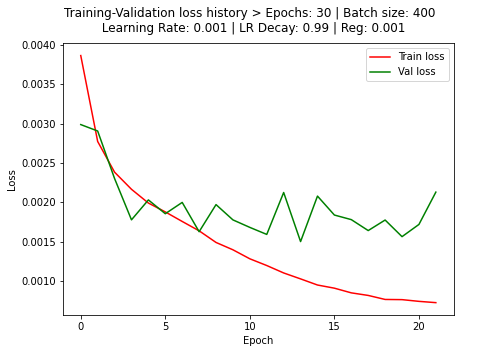 Training-Validation loss history > Epochs: 30 | Batch size: 400
Learning Rate: 0.001 | LR Decay: 0.99 | Reg: 0.001
Train loss
Val loss
0.0040
0.0035
0.0030
0.0025
0.0020
0.0015
0.0010
Loss
0 5 10 15 20
Epoch